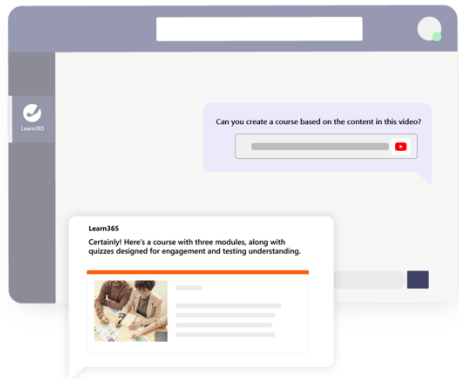 Learn365
Can you create a course based on the content in this video?
Learn365
Certainly! Here's a course with three modules, along with
quizzes designed for engagement and testing understanding.